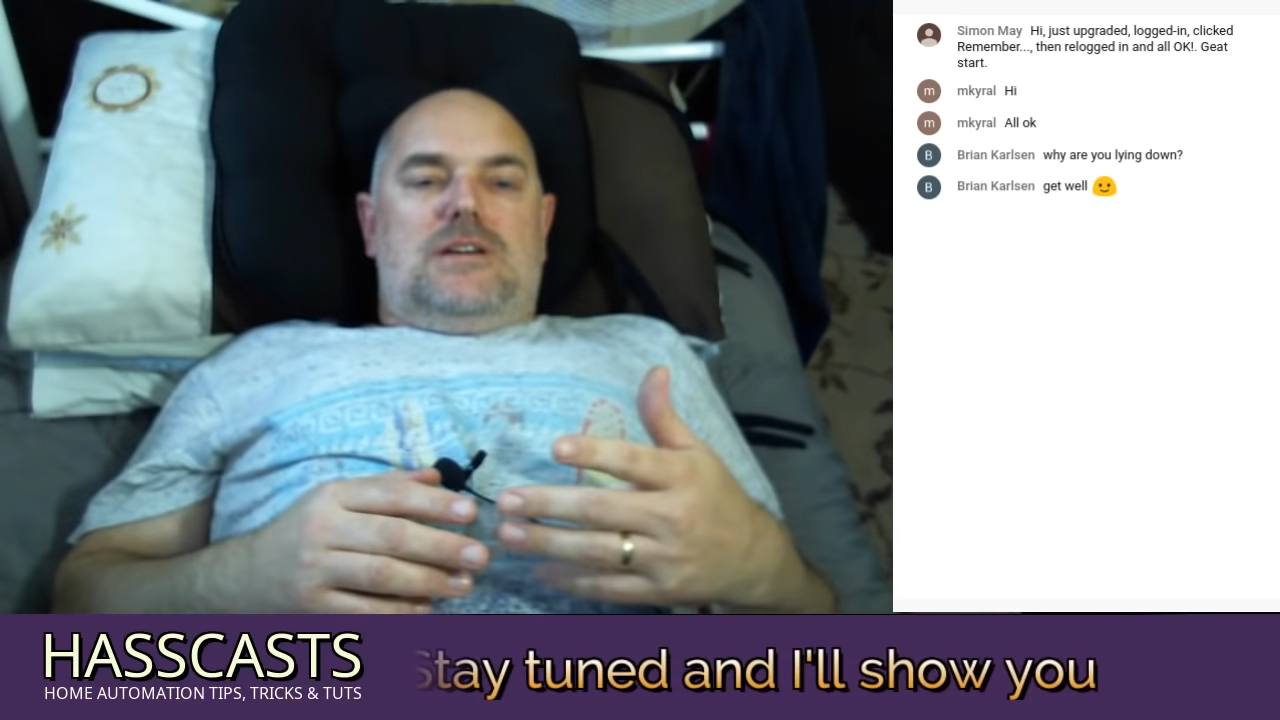 Simon May Hi, just upgraded, logged-in, clicked
Remember..., then relogged in and all OK!. Geat
start.
m mkyral Hi
m mkyral All ok
B Brian Karlsen why are you lying down?
B Brian Karlsen get well
HASSCASTS
HOME AUTOMATION TIPS, TRICKS & TUTS
Stay tuned and I'll show you